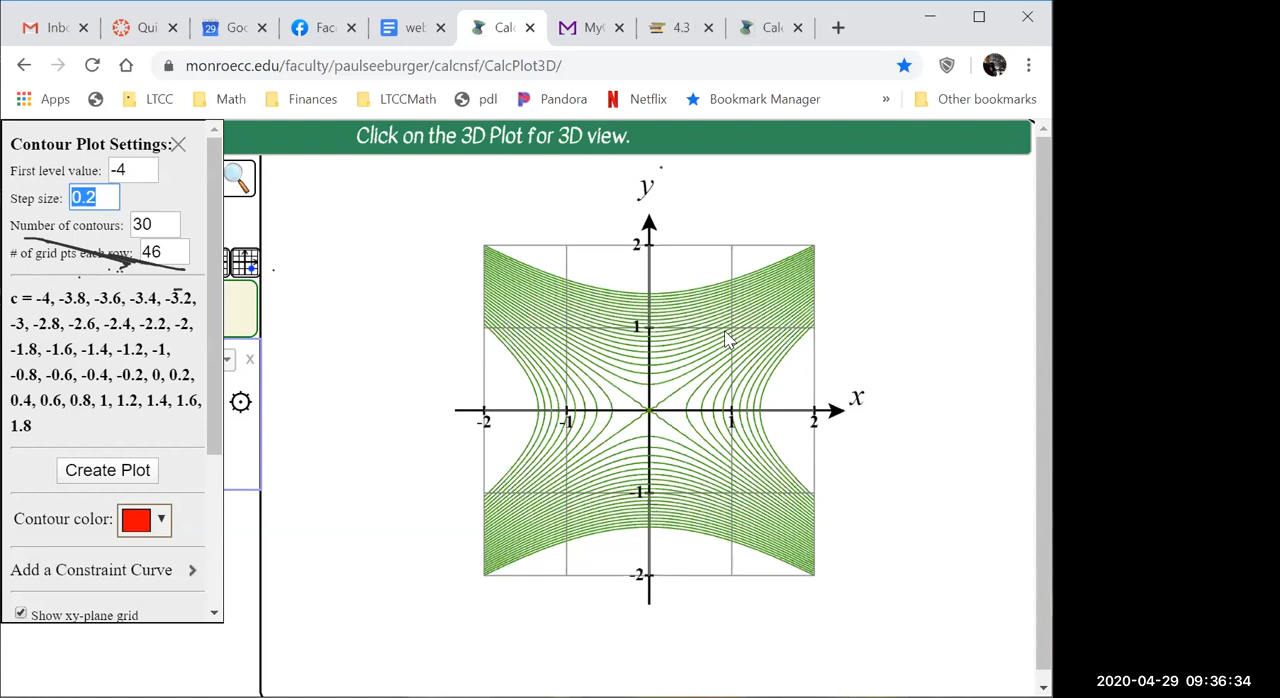 Inb
Qui
Goo
Fac
web
Calc
My
4.3
Calc
monroecc.edu/faculty/paulseeburger/calcnsf/CalcPlot3D/
Apps
LTCC
Math
Finances
LTCCMath
pdl
Pandora
Netflix
Bookmark Manager
»
Other bookmarks
Click on the 3D Plot for 3D view.
Contour Plot Settings:
First level value: -4
Step size: 0.2
Number of contours: 30
# of grid pts each row: 46
c = -4, -3.8, -3.6, -3.4, -3.2,
-3, -2.8, -2.6, -2.4, -2.2, -2,
-1.8, -1.6, -1.4, -1.2, -1,
-0.8, -0.6, -0.4, -0.2, 0, 0.2,
0.4, 0.6, 0.8, 1, 1.2, 1.4, 1.6,
1.8
Create Plot
Contour color:
Add a Constraint Curve
Show xy-plane grid
x
y
2
1
-2
-1
1
2
x
-1
-2
2020-04-29 09:36:34